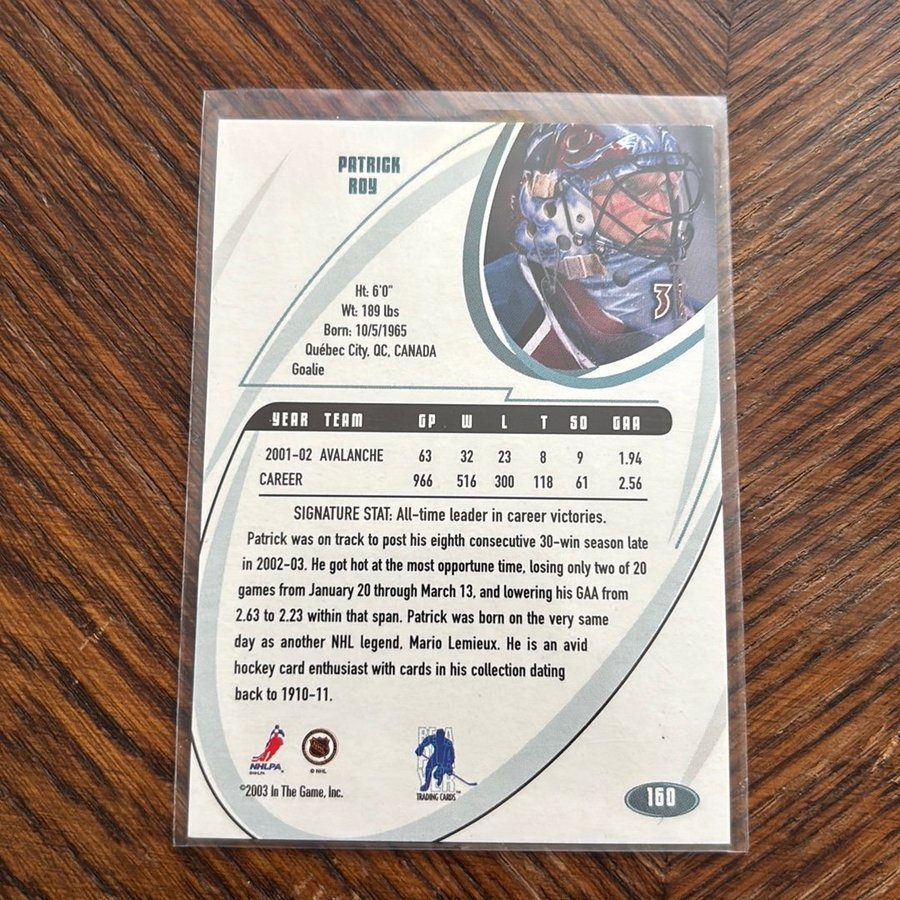 PATRICK
ROY
Ht: 6'0"
Wt: 189 lbs
Born: 10/5/1965
Québec City, QC, CANADA
Goalie
YEAR TEAM GP W L T SO GAA
2001-02 AVALANCHE 63 32 23 8 9 1.94
CAREER 966 516 300 118 61 2.56
SIGNATURE STAT: All-time leader in career victories.
Patrick was on track to post his eighth consecutive 30-win season late
in 2002-03. He got hot at the most opportune time, losing only two of 20
games from January 20 through March 13, and lowering his GAA from
2.63 to 2.23 within that span. Patrick was born on the very same
day as another NHL legend, Mario Lemieux. He is an avid
hockey card enthusiast with cards in his collection dating
back to 1910-11.
NHLPA
©NHLPA
© NHL
BE A
PLAYER
TRADING CARDS™
©2003 In The Game, Inc.
160